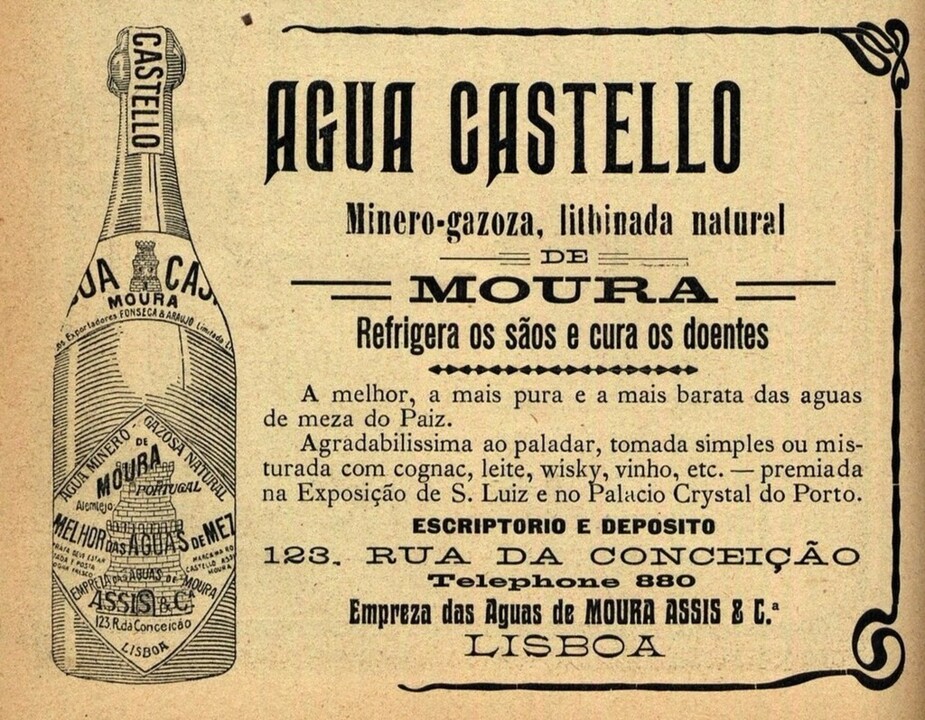 CASTELLO
UA CAS
MOURA
Exportadores FONSECA & ARAUJO Limitada
AGUA MINERO-GAZOSA NATURAL
DE
MOURA
PORTUGAL
Alemtejo
MELHOR DAS AGUAS DE MEZ
EMPREZA DAS AGUAS DE MOURA
ASSIS & Cª
123, R. da Conceicão
LISBOA
AGUA CASTELLO
Minero-gazoza, lithinada natural
DE
MOURA
Refrigera os sãos e cura os doentes
A melhor, a mais pura e a mais barata das aguas
de meza do Paiz.
Agradabilissima ao paladar, tomada simples ou mis-
turada com cognac, leite, wisky, vinho, etc. — premiada
na Exposição de S. Luiz e no Palacio Crystal do Porto.
ESCRIPTORIO E DEPOSITO
123, RUA DA CONCEIÇÃO
Telephone 880
Empreza das Aguas de MOURA ASSIS & C.ª
LISBOA